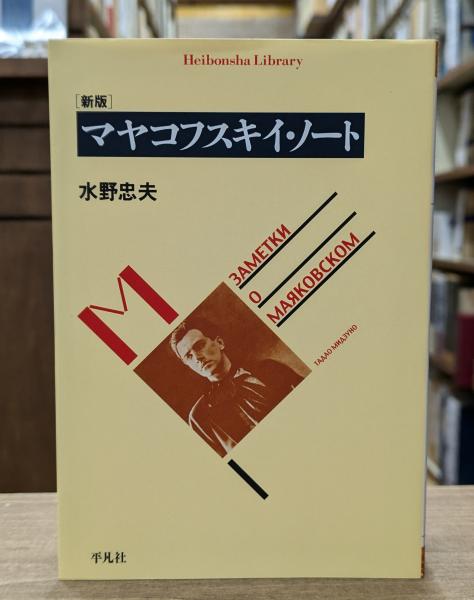 Heibonsha Library
[新版]
マヤコフスキイ・ノート
水野忠夫
М
ЗАМЕТКИ
О
МАЯКОВСКОМ
ТАДАО МИДЗУНО
平凡社